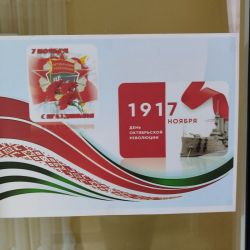 7 НОЯБРЯ
С ПРАЗДНИКОМ
1917
НОЯБРЯ
ДЕНЬ
ОКТЯБРЬСКОЙ
РЕВОЛЮЦИИ